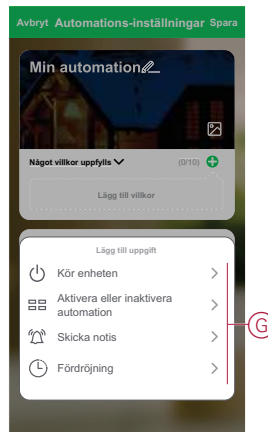 Avbryt Automations-inställningar Spara
Min automation
Något villkor uppfylls (0/10)
Lägg till villkor
Lägg till uppgift
Kör enheten
Aktivera eller inaktivera
automation
Skicka notis
Fördröjning
G